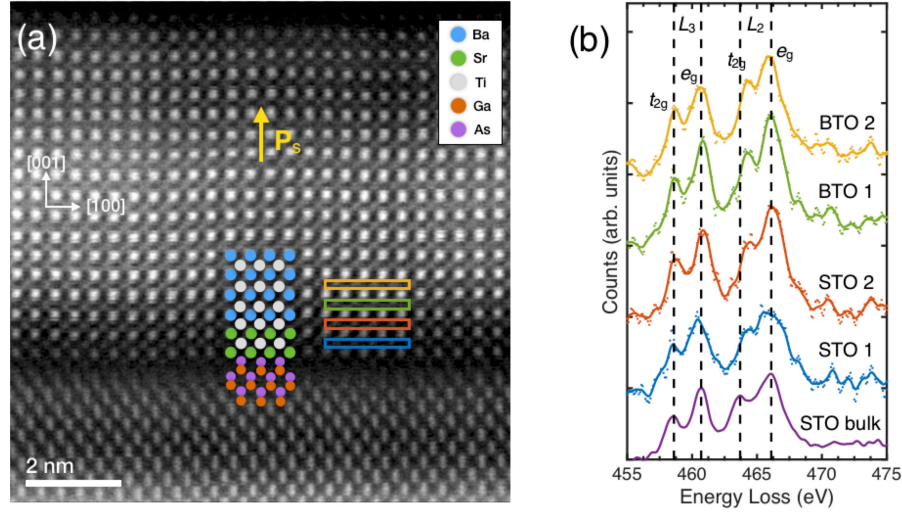 (a)
Ba
Sr
Ti
Ga
As
Ps
[001]
[100]
2 nm
(b)
L3
L2
t2g
eg
t2g
eg
BTO 2
BTO 1
STO 2
STO 1
STO bulk
Counts (arb. units)
455 460 465 470 475
Energy Loss (eV)